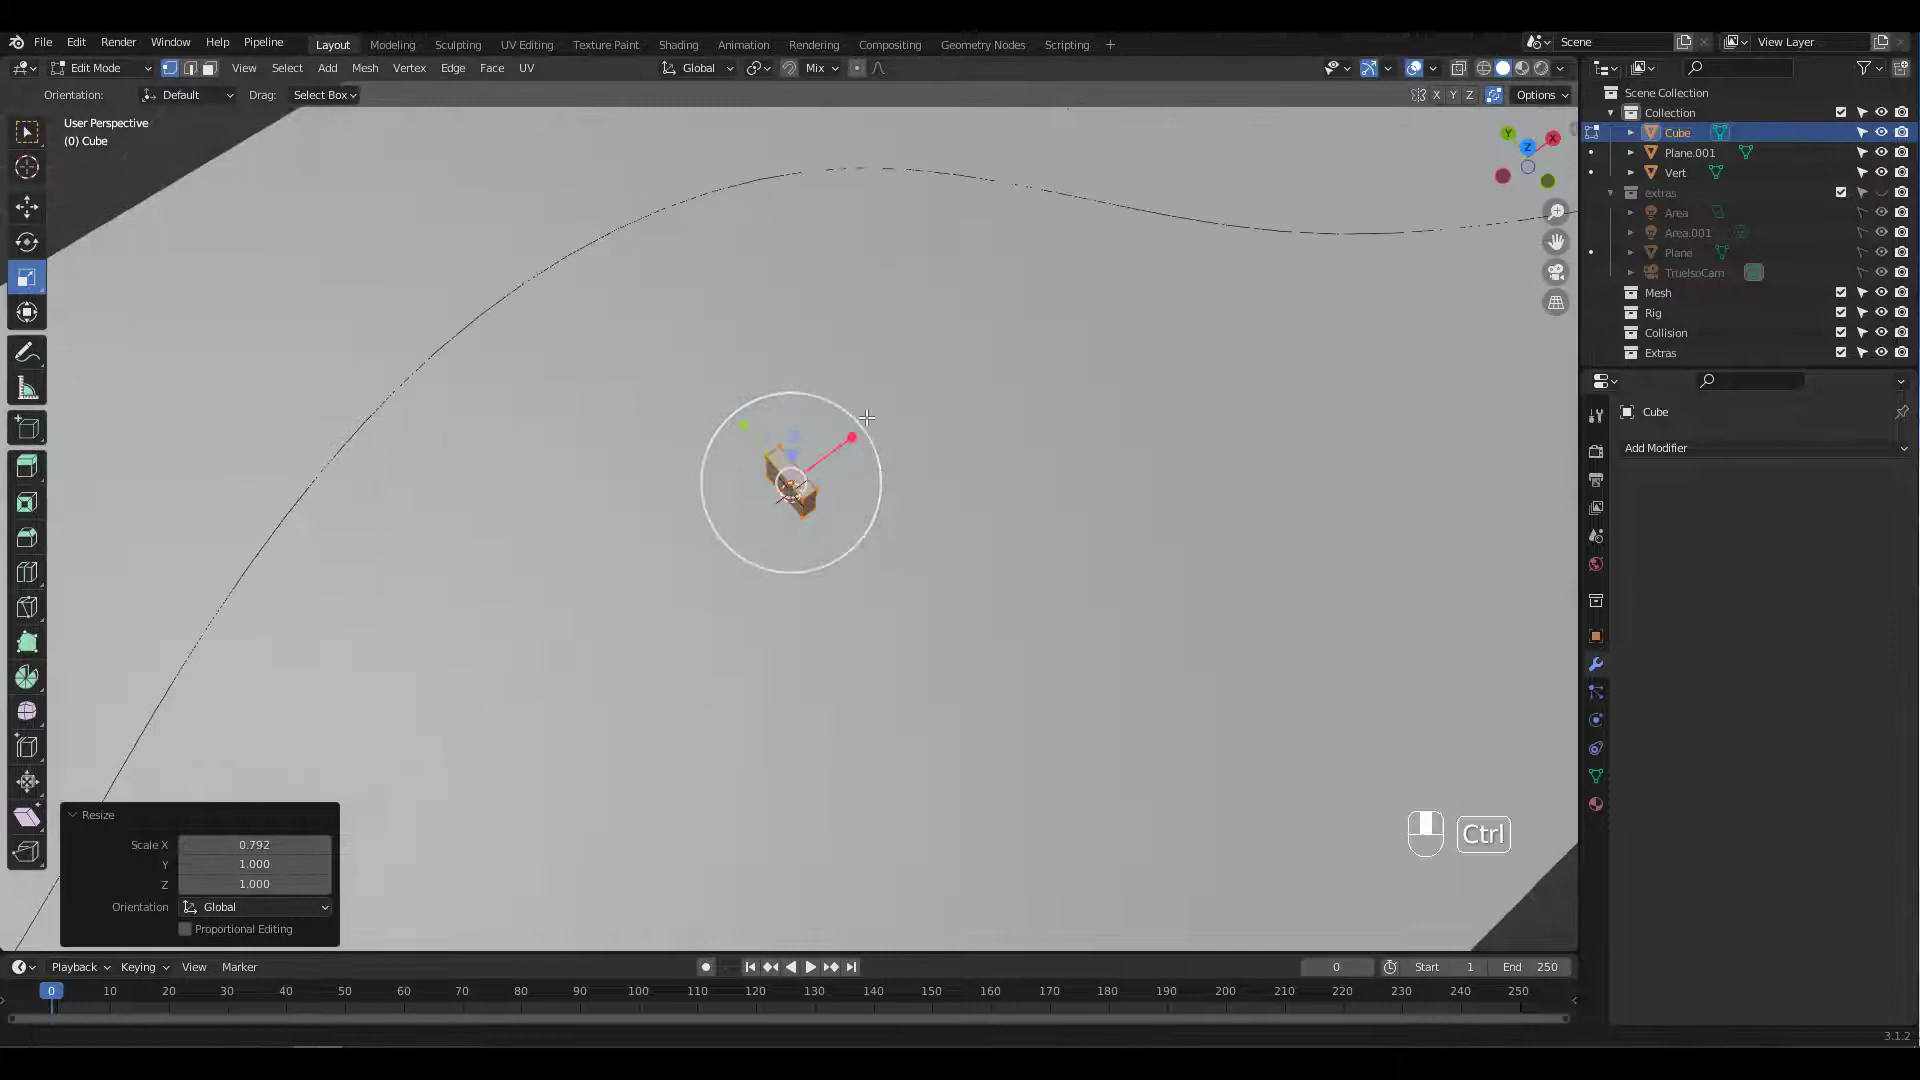 File Edit Render Window Help Pipeline Layout Modeling Sculpting UV Editing Texture Paint Shading Animation Rendering Compositing Geometry Nodes Scripting + Scene View Layer
Edit Mode View Select Add Mesh Vertex Edge Face UV Global Mix
Orientation: Default Drag: Select Box X Y Z Options
User Perspective
(0) Cube
Y X Z
Scene Collection
Collection
Cube
Plane.001
Vert
extras
Area
Area.001
Plane
TrueIsoCam
Mesh
Rig
Collision
Extras
Cube
Add Modifier
Resize
Scale X 0.792
Y 1.000
Z 1.000
Orientation Global
Proportional Editing
Ctrl
Playback Keying View Marker 0 Start 1 End 250
0 10 20 30 40 50 60 70 80 90 100 110 120 130 140 150 160 170 180 190 200 210 220 230 240 250
3.1.2